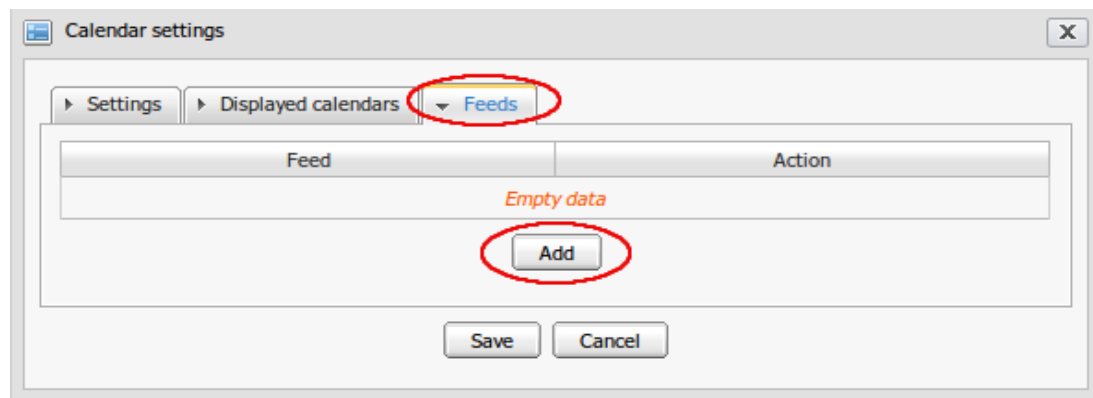 Calendar settings
Settings Displayed calendars Feeds
Feed Action
Empty data
Add
Save Cancel